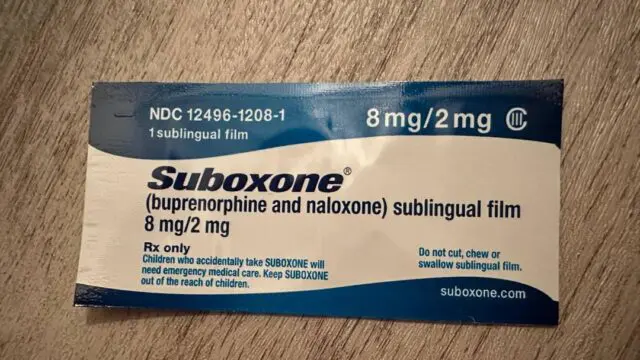 NDC 12496-1208-1
1 sublingual film
8 mg/2 mg CIII
Suboxone®
(buprenorphine and naloxone) sublingual film
8 mg/2 mg
Rx only
Children who accidentally take SUBOXONE will
need emergency medical care. Keep SUBOXONE
out of the reach of children.
Do not cut, chew or
swallow sublingual film.
suboxone.com